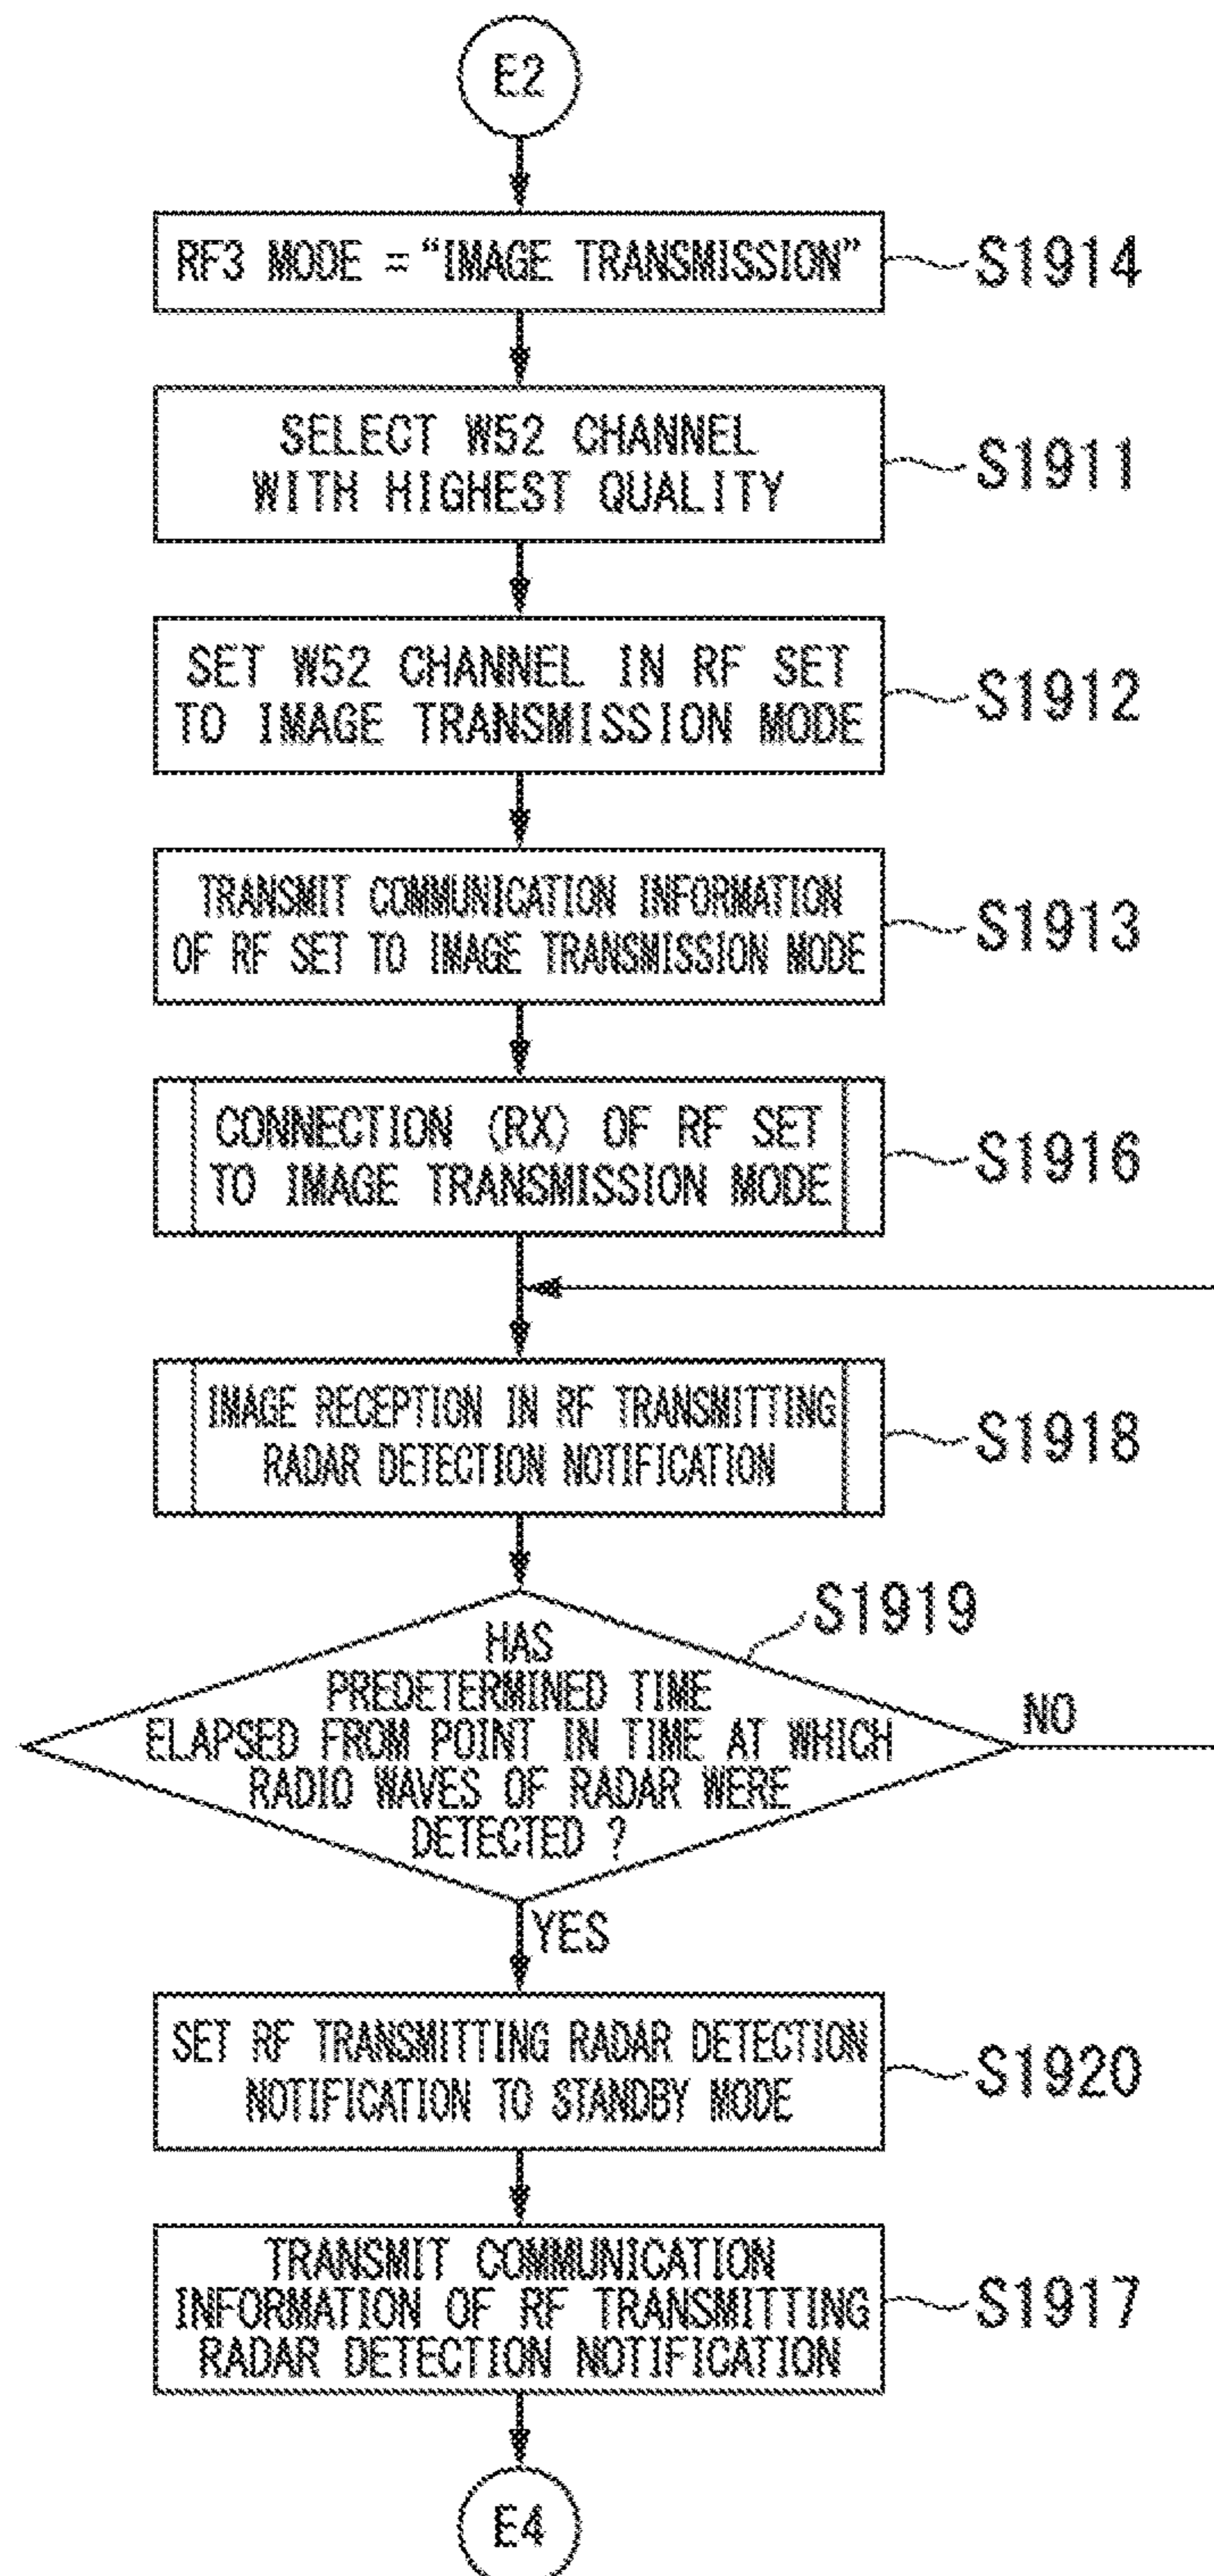 E2
RF3 MODE = “IMAGE TRANSMISSION”
S1914
SELECT W52 CHANNEL
WITH HIGHEST QUALITY
S1911
SET W52 CHANNEL IN RF SET
TO IMAGE TRANSMISSION MODE
S1912
TRANSMIT COMMUNICATION INFORMATION
OF RF SET TO IMAGE TRANSMISSION MODE
S1913
CONNECTION (RX) OF RF SET
TO IMAGE TRANSMISSION MODE
S1916
IMAGE RECEPTION IN RF TRANSMITTING
RADAR DETECTION NOTIFICATION
S1918
S1919
HAS
PREDETERMINED TIME
ELAPSED FROM POINT IN TIME AT WHICH
RADIO WAVES OF RADAR WERE
DETECTED ?
NO
YES
SET RF TRANSMITTING RADAR DETECTION
NOTIFICATION TO STANDBY MODE
S1920
TRANSMIT COMMUNICATION
INFORMATION OF RF TRANSMITTING
RADAR DETECTION NOTIFICATION
S1917
E4